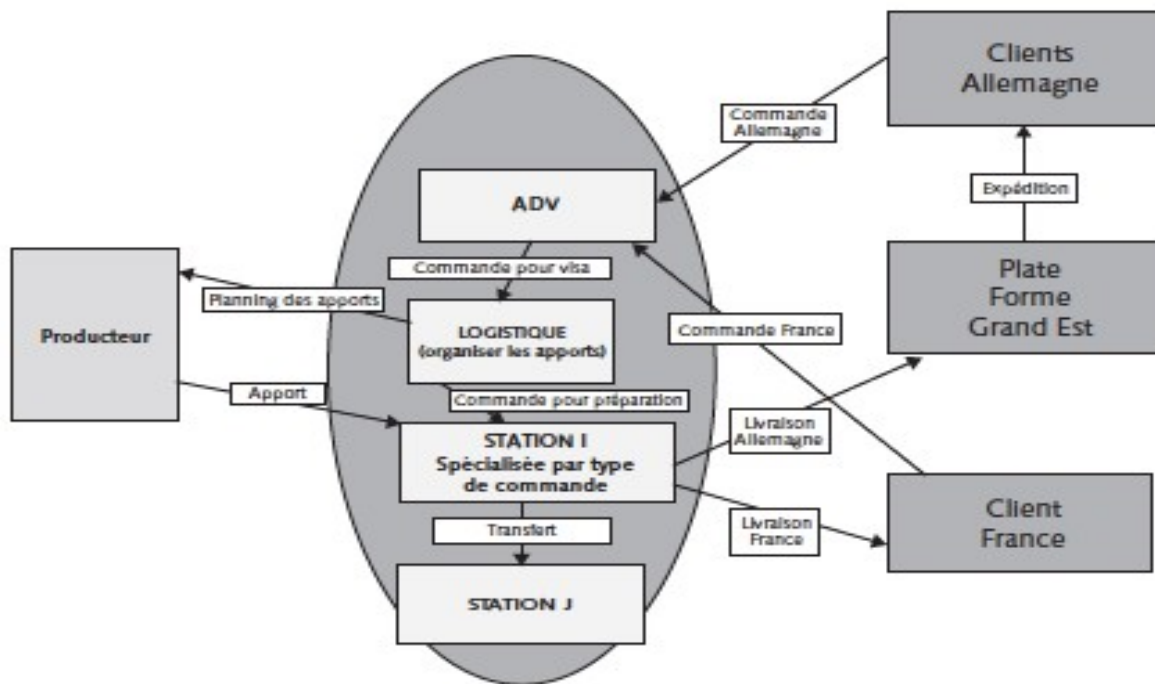 Clients
Allemagne
Commande
Allemagne
ADV
Expédition
Commande pour visa
Plate
Forme
Grand Est
Planning des apports
Producteur
LOGISTIQUE
(organiser les apports)
Commande France
Apport
Commande pour préparation
Livraison
Allemagne
STATION I
Spècialisée par type
de commande
Client
France
Transfert
Livraison
France
STATION J